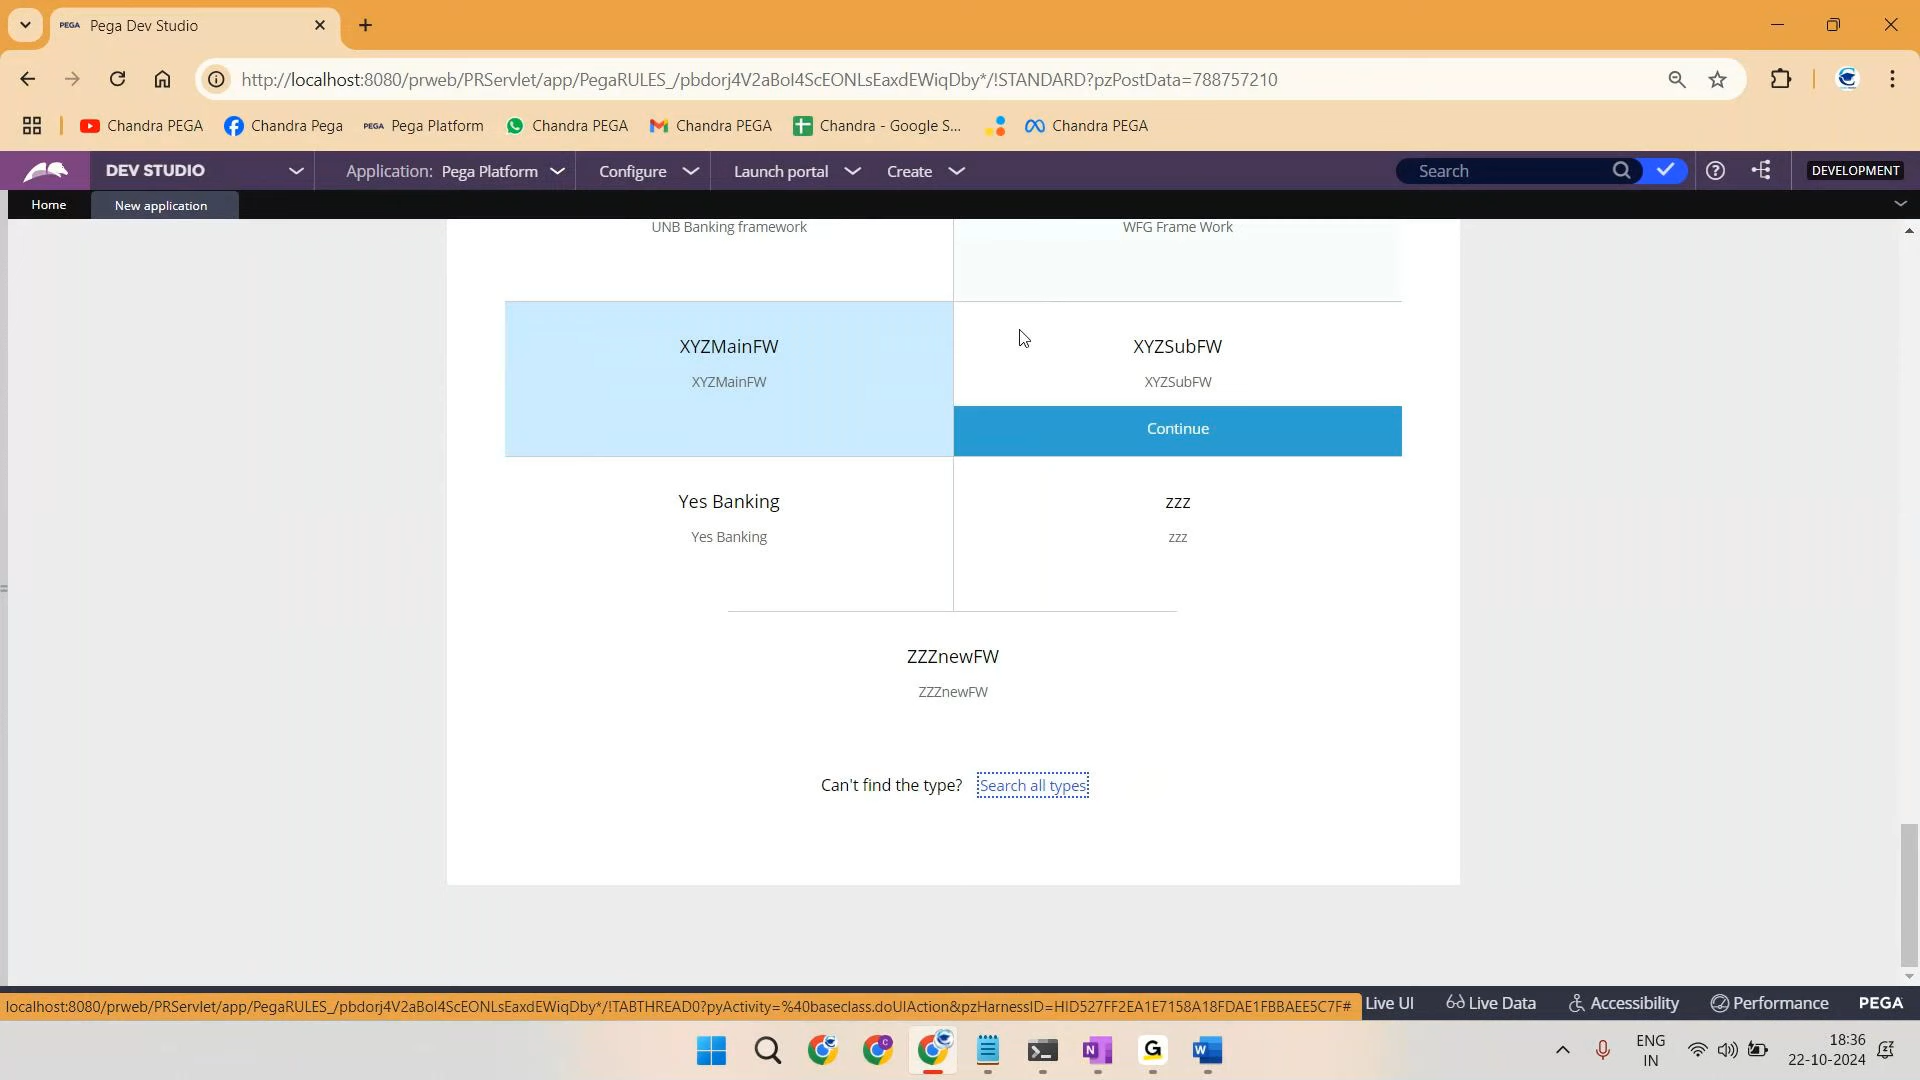 PEGA Pega Dev Studio
http://localhost:8080/prweb/PRServlet/app/PegaRULES_/pbdorj4V2aBoI4ScEONLsEaxdEWiqDby*/!STANDARD?pzPostData=788757210
Chandra PEGA Chandra Pega PEGA Pega Platform Chandra PEGA Chandra PEGA Chandra - Google S... Chandra PEGA
DEV STUDIO Application: Pega Platform Configure Launch portal Create Search DEVELOPMENT
Home New application
UNB Banking framework WFG Frame Work
XYZMainFW XYZSubFW
XYZMainFW XYZSubFW
Continue
Yes Banking zzz
Yes Banking zzz
ZZZnewFW
ZZZnewFW
Can't find the type? Search all types
localhost:8080/prweb/PRServlet/app/PegaRULES_/pbdorj4V2aBoI4ScEONLsEaxdEWiqDby*/!TABTHREAD0?pyActivity=%40baseclass.doUIAction&pzHarnessID=HID527FF2EA1E7158A18FDAE1FBBAEE5C7F# Live UI Live Data Accessibility Performance PEGA
ENG 18:36
IN 22-10-2024